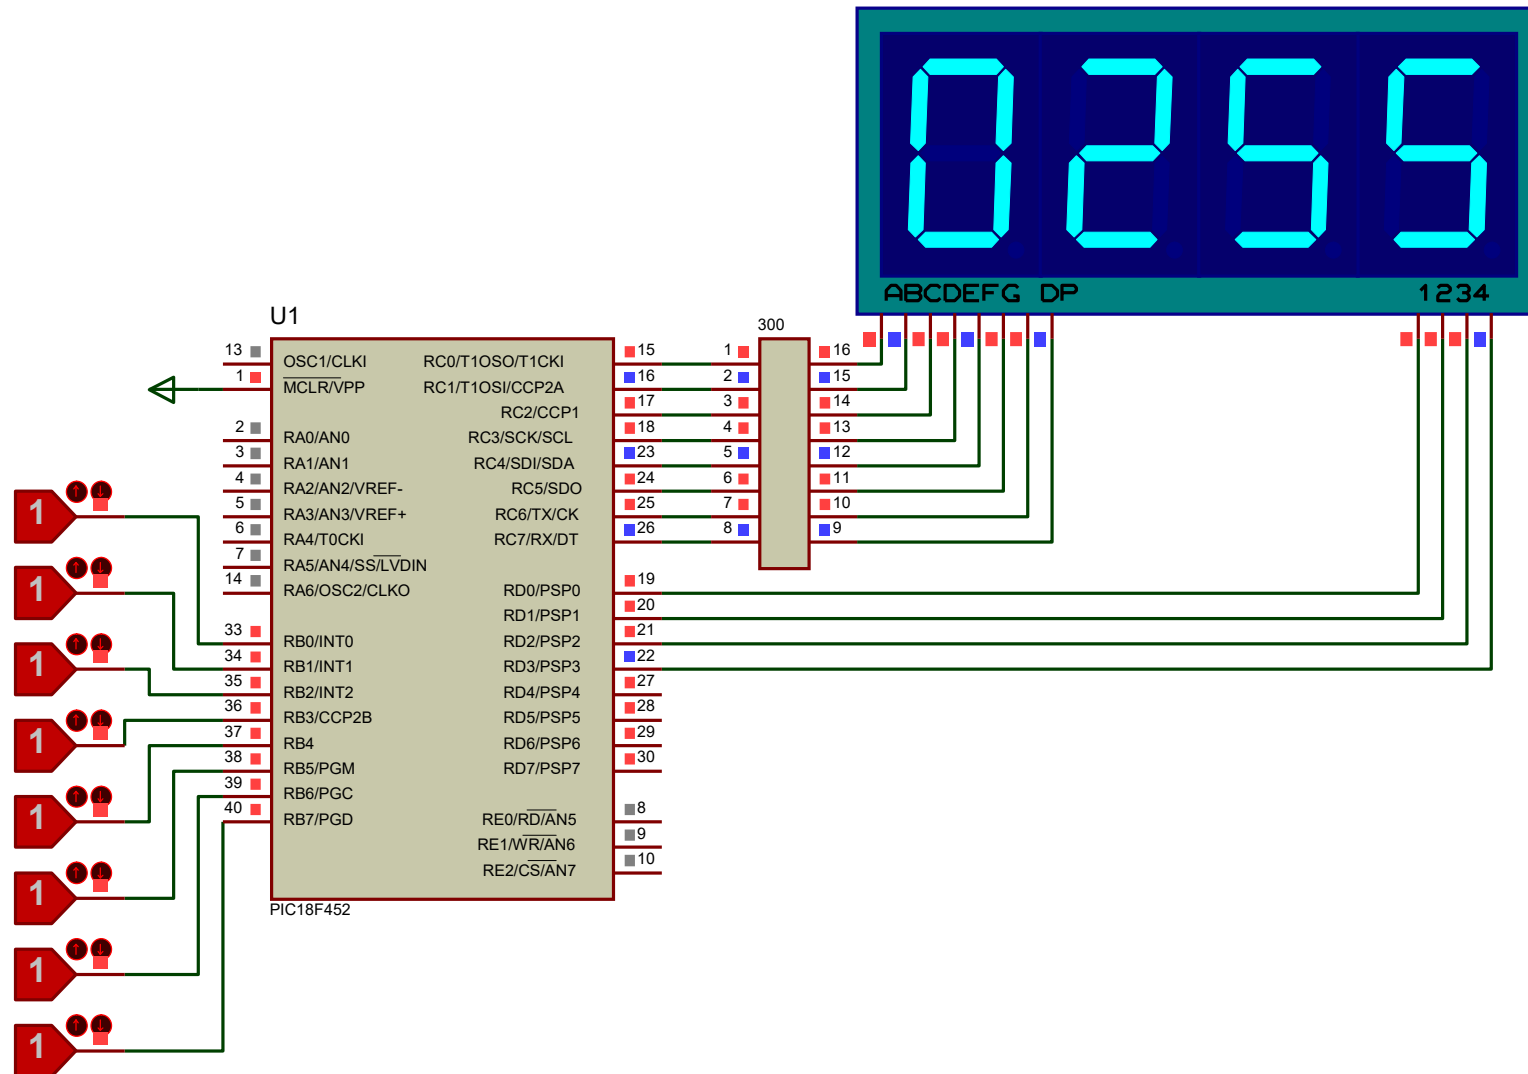 0255
ABCDEFG DP
1234
U1
300
13 OSC1/CLKI
1 MCLR/VPP
2 RA0/AN0
3 RA1/AN1
4 RA2/AN2/VREF-
5 RA3/AN3/VREF+
6 RA4/T0CKI
7 RA5/AN4/SS/LVDIN
14 RA6/OSC2/CLKO
33 RB0/INT0
34 RB1/INT1
35 RB2/INT2
36 RB3/CCP2B
37 RB4
38 RB5/PGM
39 RB6/PGC
40 RB7/PGD
RC0/T1OSO/T1CKI 15
RC1/T1OSI/CCP2A 16
RC2/CCP1 17
RC3/SCK/SCL 18
RC4/SDI/SDA 23
RC5/SDO 24
RC6/TX/CK 25
RC7/RX/DT 26
RD0/PSP0 19
RD1/PSP1 20
RD2/PSP2 21
RD3/PSP3 22
RD4/PSP4 27
RD5/PSP5 28
RD6/PSP6 29
RD7/PSP7 30
RE0/RD/AN5 8
RE1/WR/AN6 9
RE2/CS/AN7 10
PIC18F452
1 16
2 15
3 14
4 13
5 12
6 11
7 10
8 9
1
1
1
1
1
1
1
1